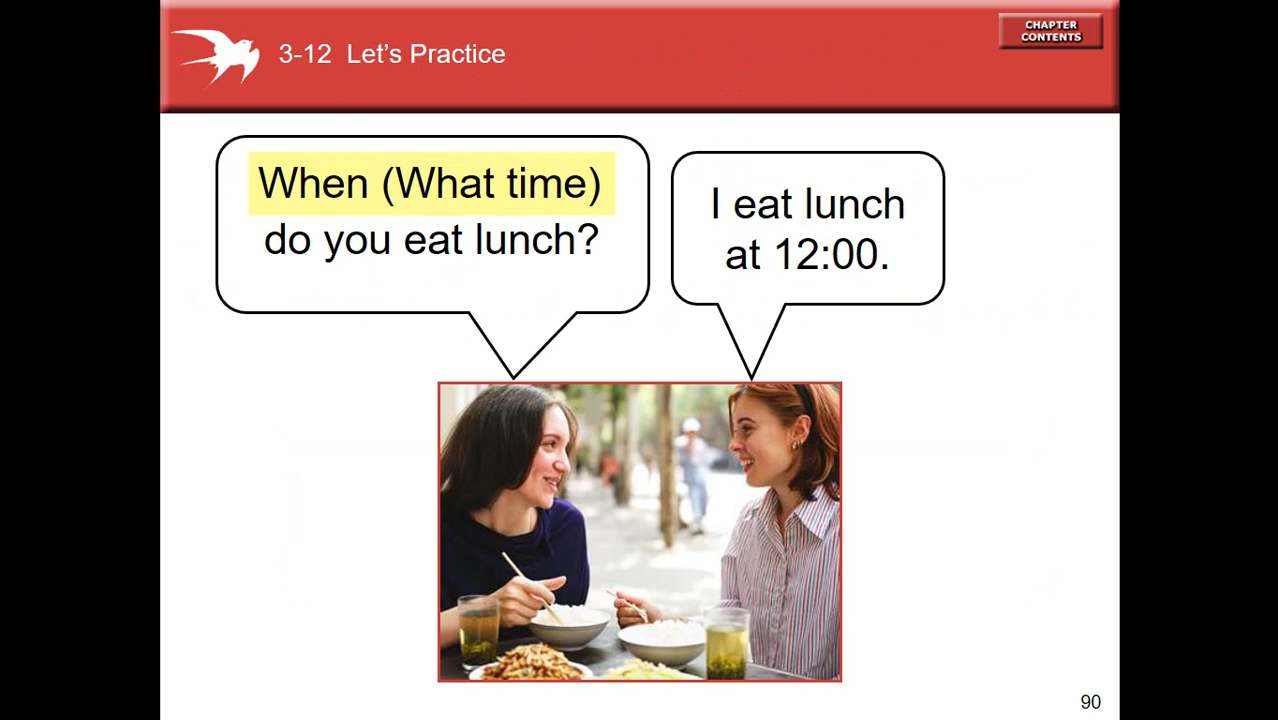 3-12 Let’s Practice
CHAPTER
CONTENTS
When (What time)
do you eat lunch?
I eat lunch
at 12:00.
90